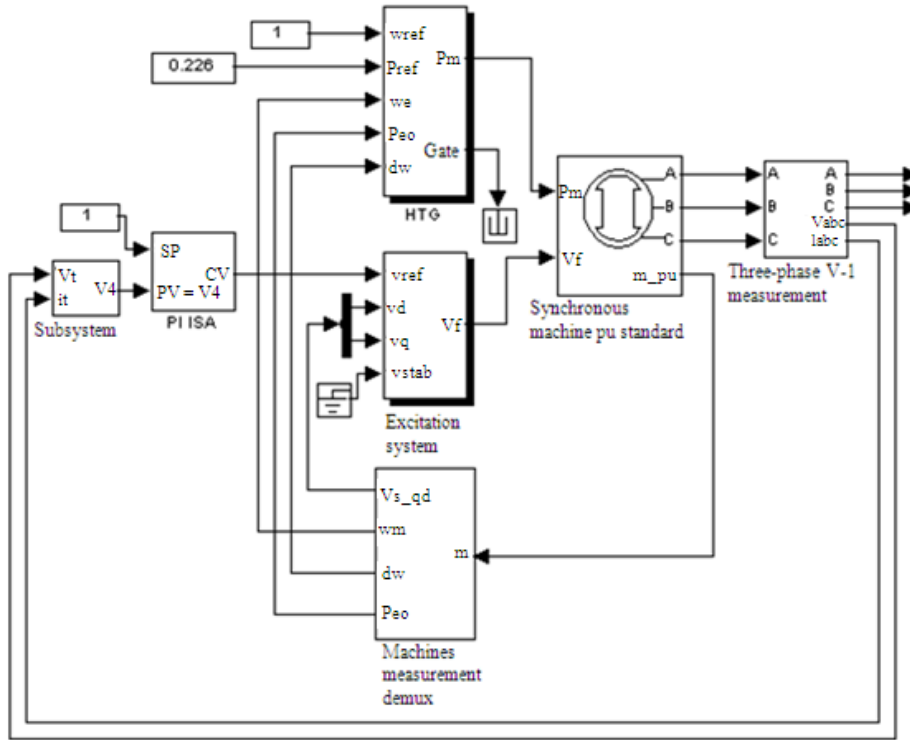 1
wref
0.226
Pref
Pm
we
Peo
Gate
dw
HTG
1
SP
CV
PV = V4
PI ISA
Vt
V4
it
Subsystem
vref
vd
Vf
vq
vstab
Excitation
system
Pm
A
B
C
Vf
m_pu
Synchronous
machine pu standard
A
A
B
B
C
Vabc
C
Iabc
Three-phase V-1
measurement
Vs_qd
wm
m
dw
Peo
Machines
measurement
demux